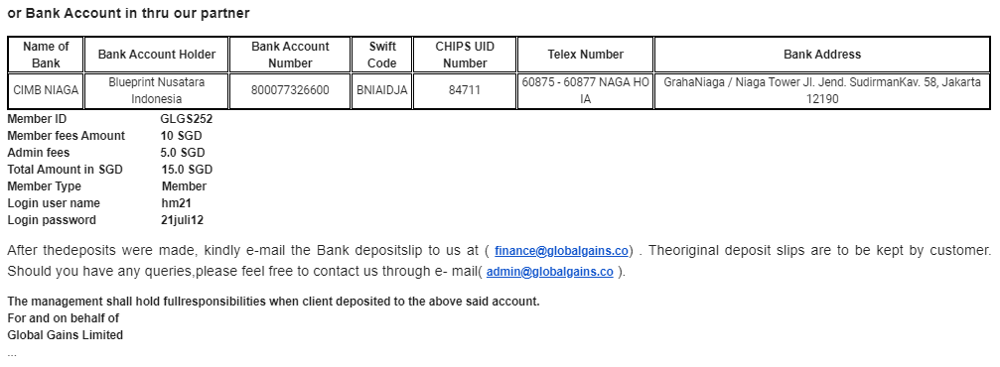 or Bank Account in thru our partner
Name of Bank | Bank Account Holder | Bank Account Number | Swift Code | CHIPS UID Number | Telex Number | Bank Address
CIMB NIAGA | Blueprint Nusatara Indonesia | 800077326600 | BNIAIDJA | 84711 | 60875 - 60877 NAGA HO IA | GrahaNiaga / Niaga Tower Jl. Jend. SudirmanKav. 58, Jakarta 12190
Member ID GLGS252
Member fees Amount 10 SGD
Admin fees 5.0 SGD
Total Amount in SGD 15.0 SGD
Member Type Member
Login user name hm21
Login password 21juli12
After thedeposits were made, kindly e-mail the Bank depositslip to us at ( finance@globalgains.co) . Theoriginal deposit slips are to be kept by customer.
Should you have any queries,please feel free to contact us through e- mail( admin@globalgains.co ).
The management shall hold fullresponsibilities when client deposited to the above said account.
For and on behalf of
Global Gains Limited
...